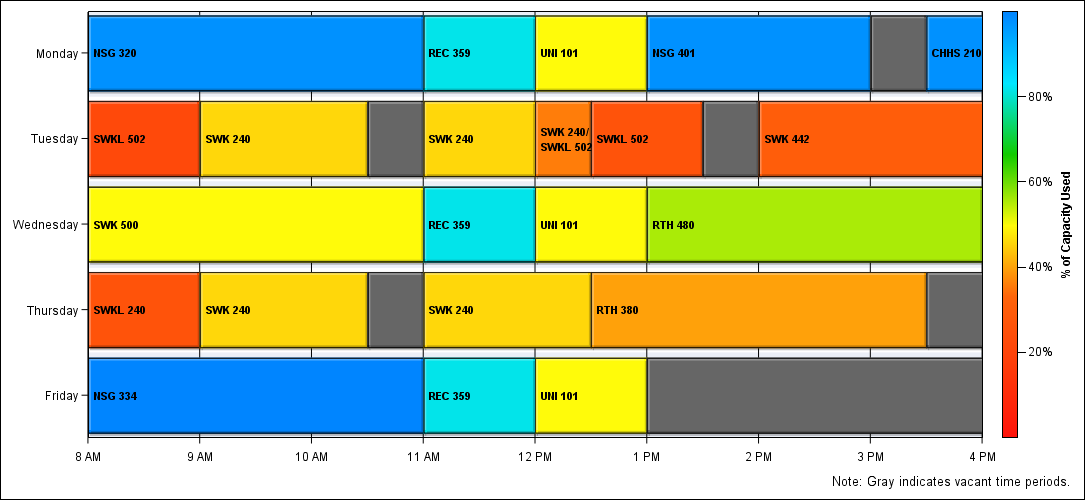 Monday
NSG 320
REC 359
UNI 101
NSG 401
CHHS 210
Tuesday
SWKL 502
SWK 240
SWK 240
SWK 240/
SWKL 502
SWKL 502
SWK 442
Wednesday
SWK 500
REC 359
UNI 101
RTH 480
Thursday
SWKL 240
SWK 240
SWK 240
RTH 380
Friday
NSG 334
REC 359
UNI 101
8 AM
9 AM
10 AM
11 AM
12 PM
1 PM
2 PM
3 PM
4 PM
80%
60%
40%
20%
% of Capacity Used
Note: Gray indicates vacant time periods.